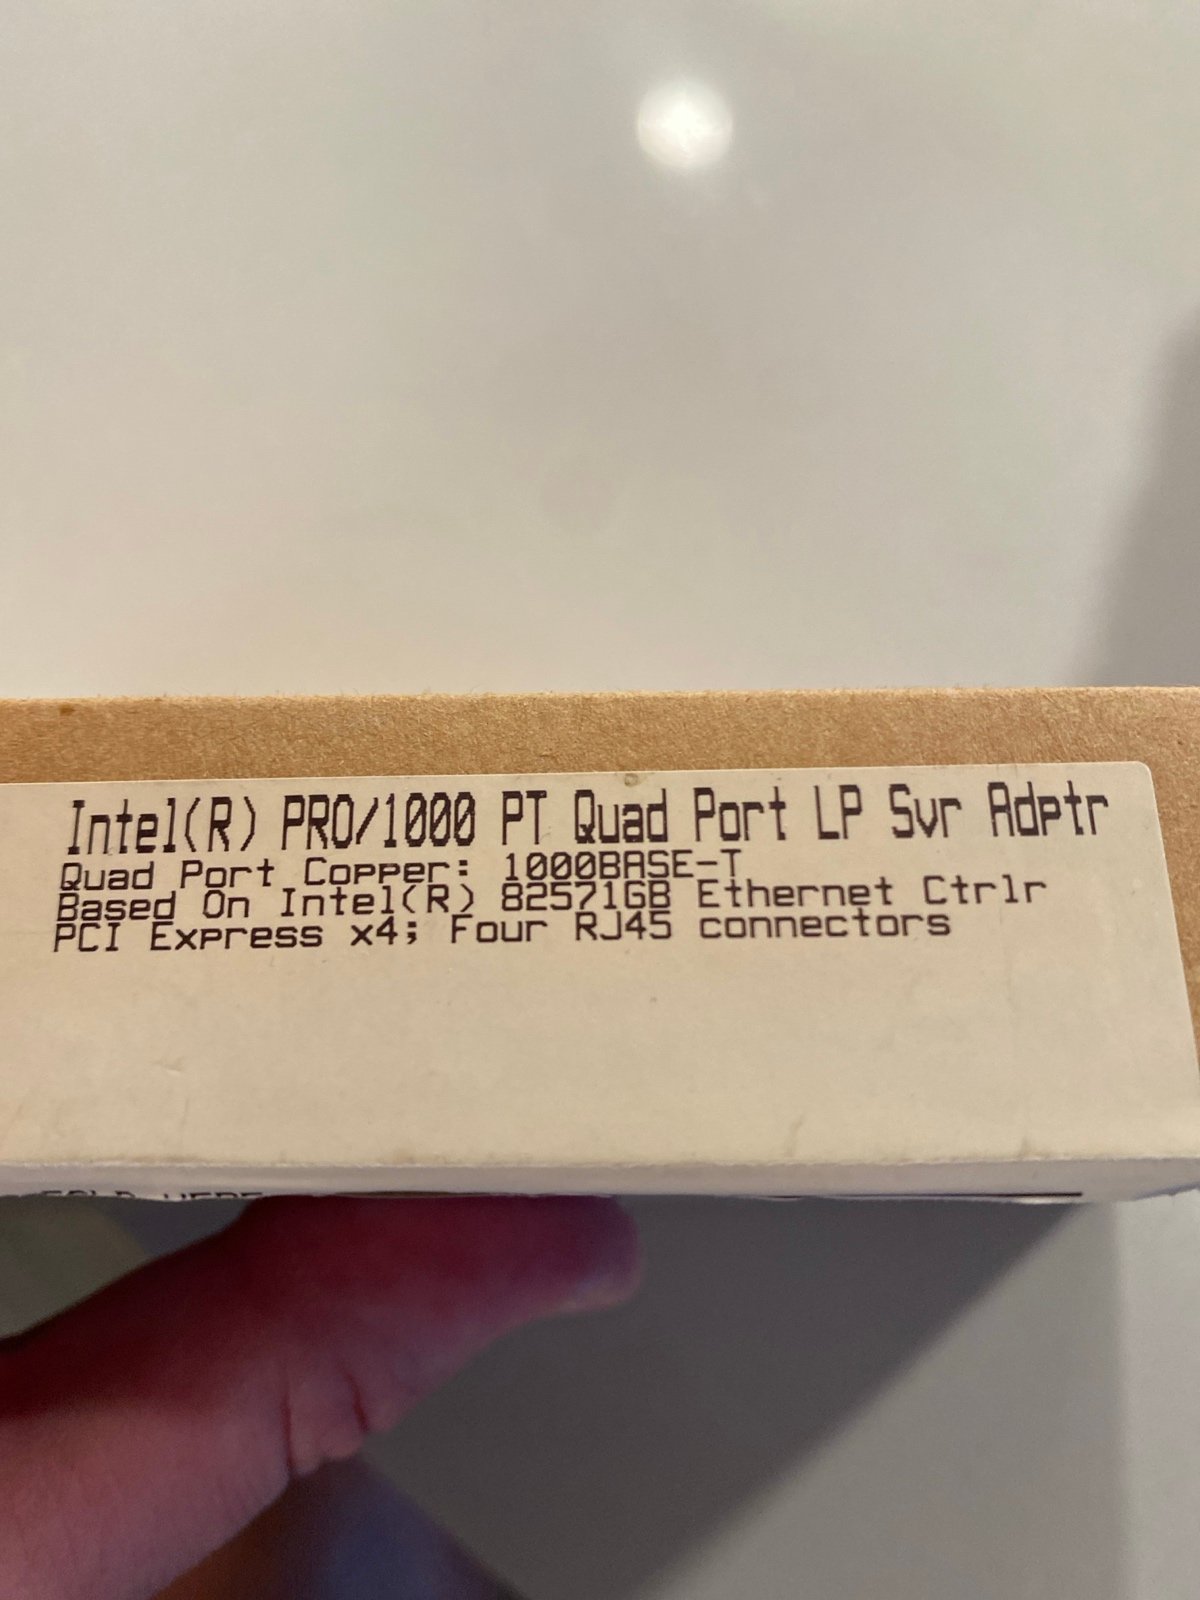 Intel(R) PRO/1000 PT Quad Port LP Svr Adptr
Quad Port Copper: 1000BASE-T
Based On Intel(R) 82571GB Ethernet Ctrlr
PCI Express x4; Four RJ45 connectors